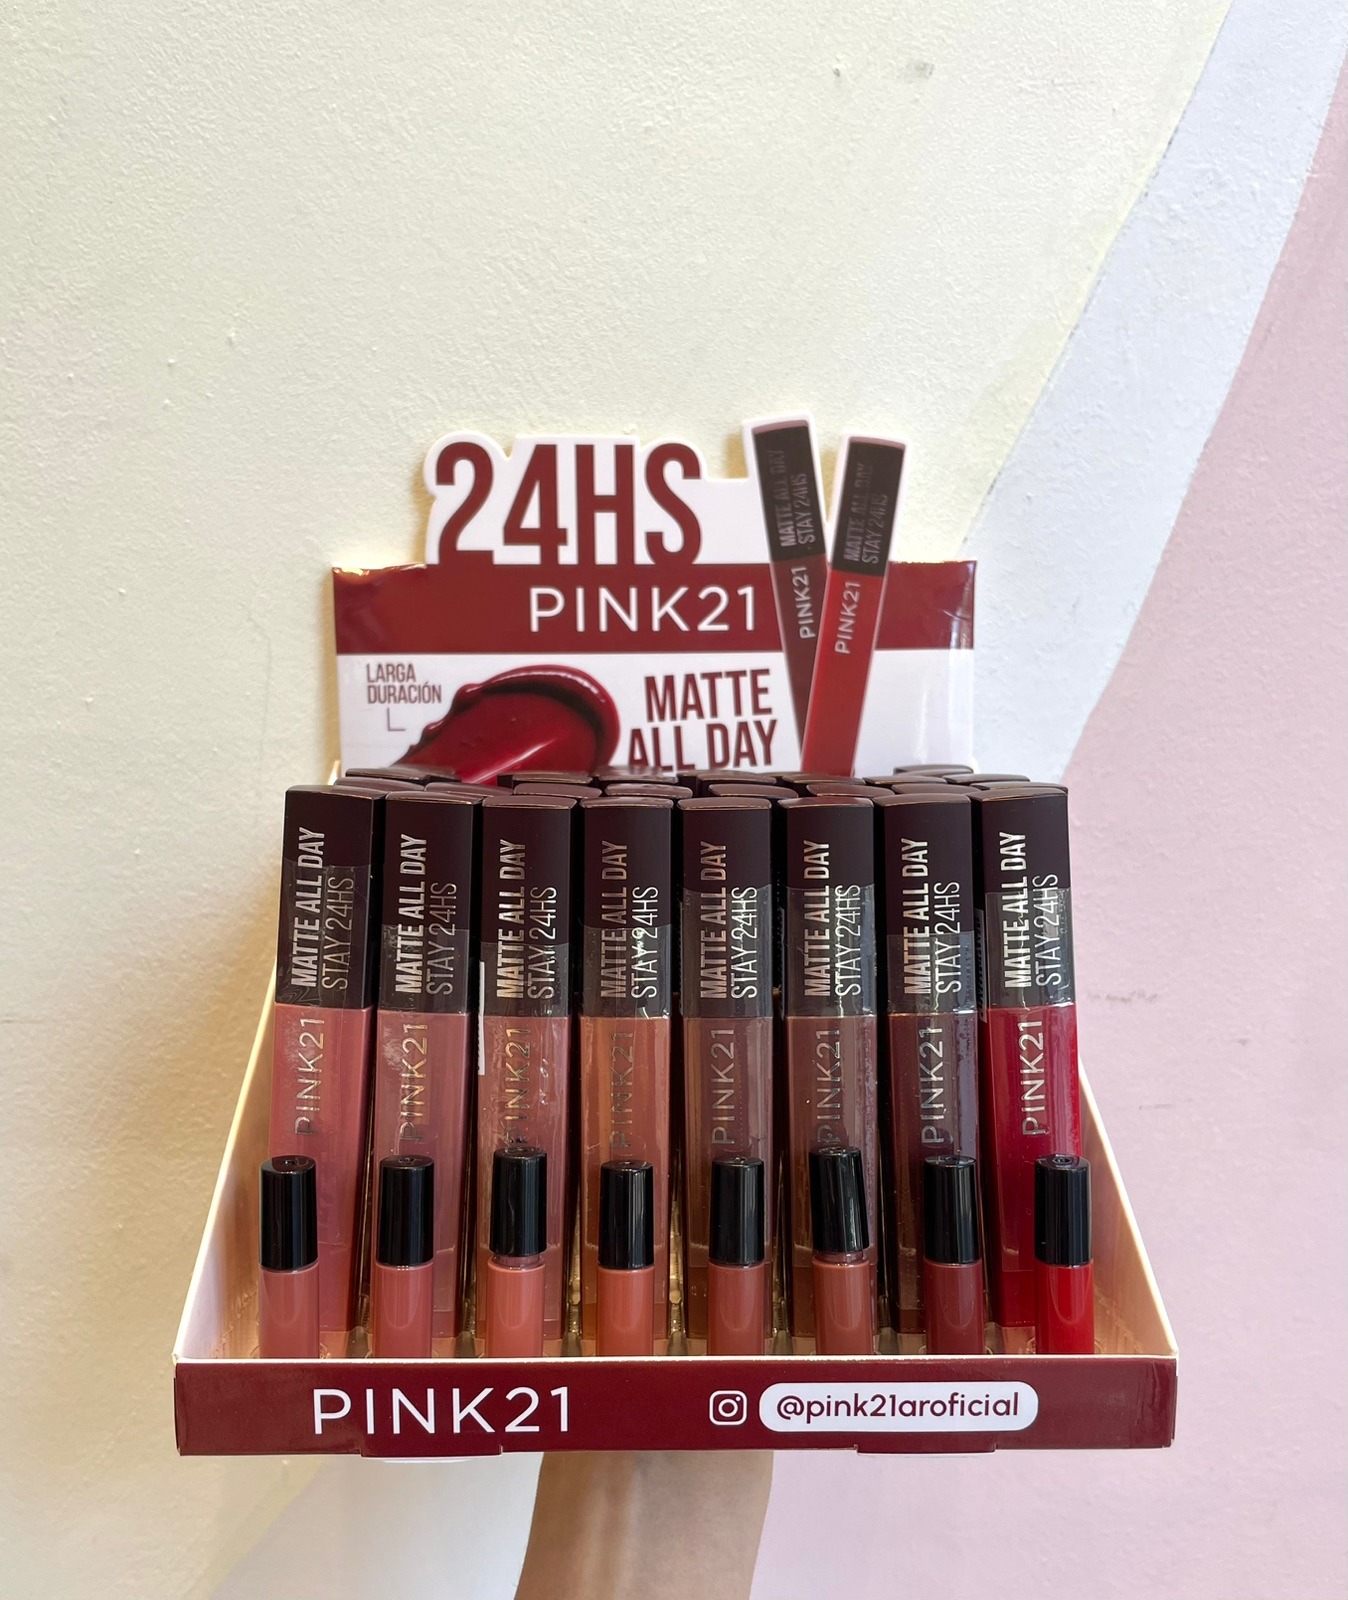 24HS
PINK21
LARGA
DURACIÓN
MATTE
ALL DAY
MATTE ALL DAY
STAY 24HS
PINK21
MATTE ALL DAY
STAY 24HS
PINK21
MATTE ALL DAY
STAY 24HS
PINK21
MATTE ALL DAY
STAY 24HS
PINK21
MATTE ALL DAY
STAY 24HS
PINK21
MATTE ALL DAY
STAY 24HS
PINK21
MATTE ALL DAY
STAY 24HS
PINK21
MATTE ALL DAY
STAY 24HS
PINK21
MATTE ALL DAY
STAY 24HS
PINK21
MATTE ALL DAY
STAY 24HS
PINK21
PINK21
@pink21aroficial